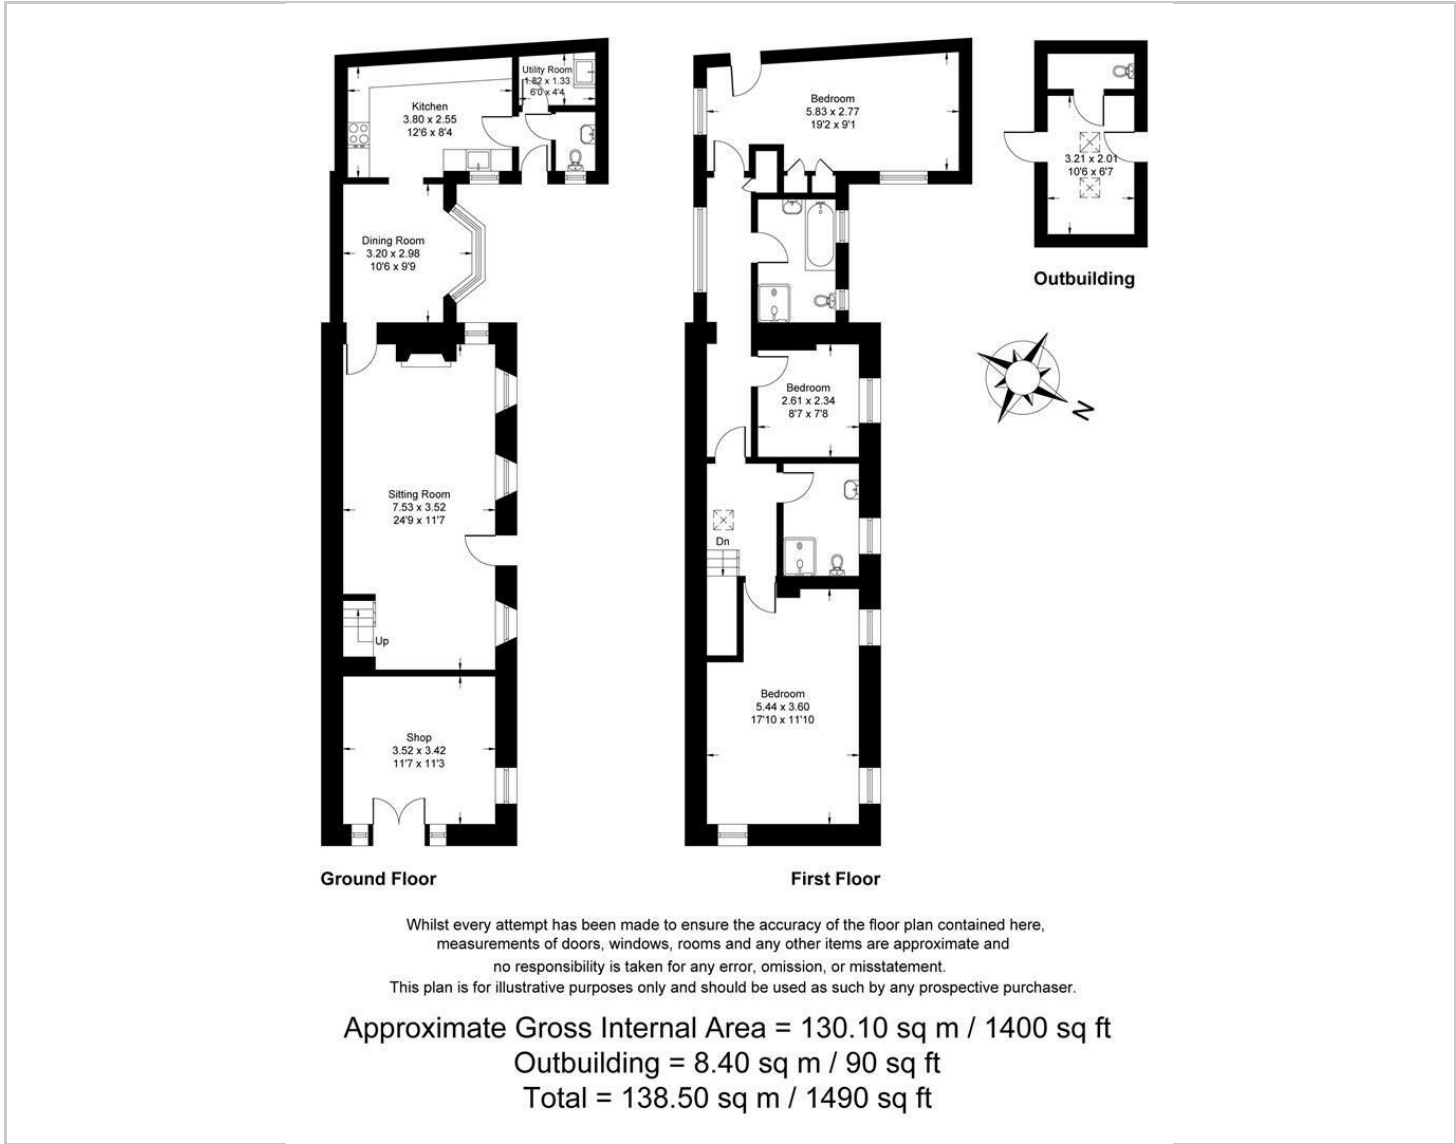 Utility Room
1.82 x 1.33
6'0 x 4'4
Kitchen
3.80 x 2.55
12'6 x 8'4
Dining Room
3.20 x 2.98
10'6 x 9'9
Sitting Room
7.53 x 3.52
24'9 x 11'7
Up
Shop
3.52 x 3.42
11'7 x 11'3
Ground Floor
Bedroom
5.83 x 2.77
19'2 x 9'1
Bedroom
2.61 x 2.34
8'7 x 7'8
Dn
Bedroom
5.44 x 3.60
17'10 x 11'10
First Floor
3.21 x 2.01
10'6 x 6'7
Outbuilding
N
Whilst every attempt has been made to ensure the accuracy of the floor plan contained here,
measurements of doors, windows, rooms and any other items are approximate and
no responsibility is taken for any error, omission, or misstatement.
This plan is for illustrative purposes only and should be used as such by any prospective purchaser.
Approximate Gross Internal Area = 130.10 sq m / 1400 sq ft
Outbuilding = 8.40 sq m / 90 sq ft
Total = 138.50 sq m / 1490 sq ft